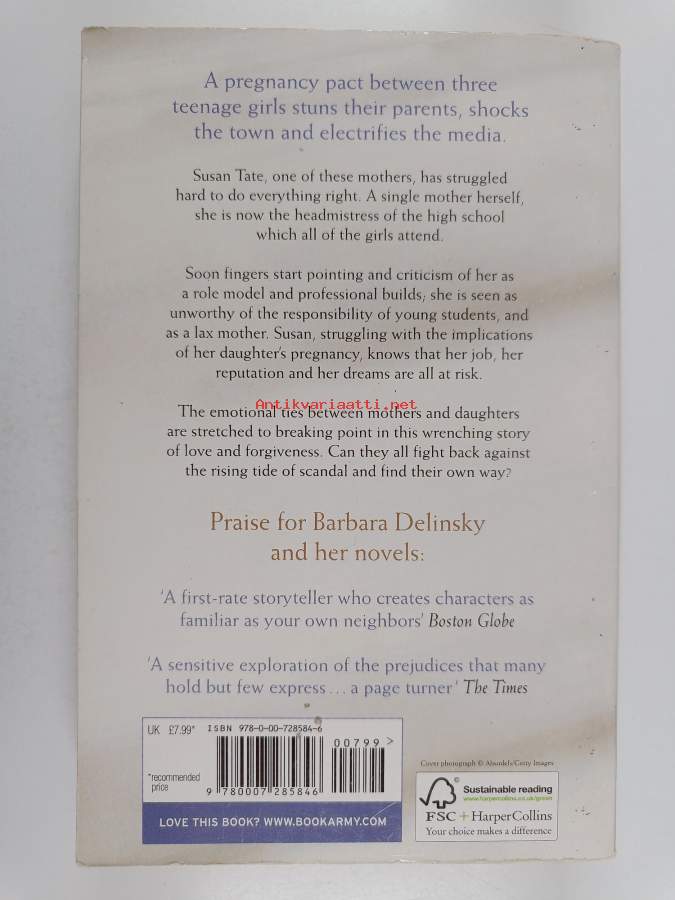 A pregnancy pact between three
teenage girls stuns their parents, shocks
the town and electrifies the media.
Susan Tate, one of these mothers, has struggled
hard to do everything right. A single mother herself,
she is now the headmistress of the high school
which all of the girls attend.
Soon fingers start pointing and criticism of her as
a role model and professional builds; she is seen as
unworthy of the responsibility of young students, and
as a lax mother. Susan, struggling with the implications
of her daughter's pregnancy, knows that her job, her
reputation and her dreams are all at risk.
Antikvariaatti.net
The emotional ties between mothers and daughters
are stretched to breaking point in this wrenching story
of love and forgiveness. Can they all fight back against
the rising tide of scandal and find their own way?
Praise for Barbara Delinsky
and her novels:
'A first-rate storyteller who creates characters as
familiar as your own neighbors' Boston Globe
'A sensitive exploration of the prejudices that many
hold but few express ... a page turner' The Times
UK £7.99*
ISBN 978-0-00-728584-6
00799 >
*recommended
price
9 780007 285846
LOVE THIS BOOK? WWW.BOOKARMY.COM
Cover photograph © Altendels/Getty Images
©
Sustainable reading
www.harpercollins.co.uk/green
FSC + HarperCollins
Your choice makes a difference